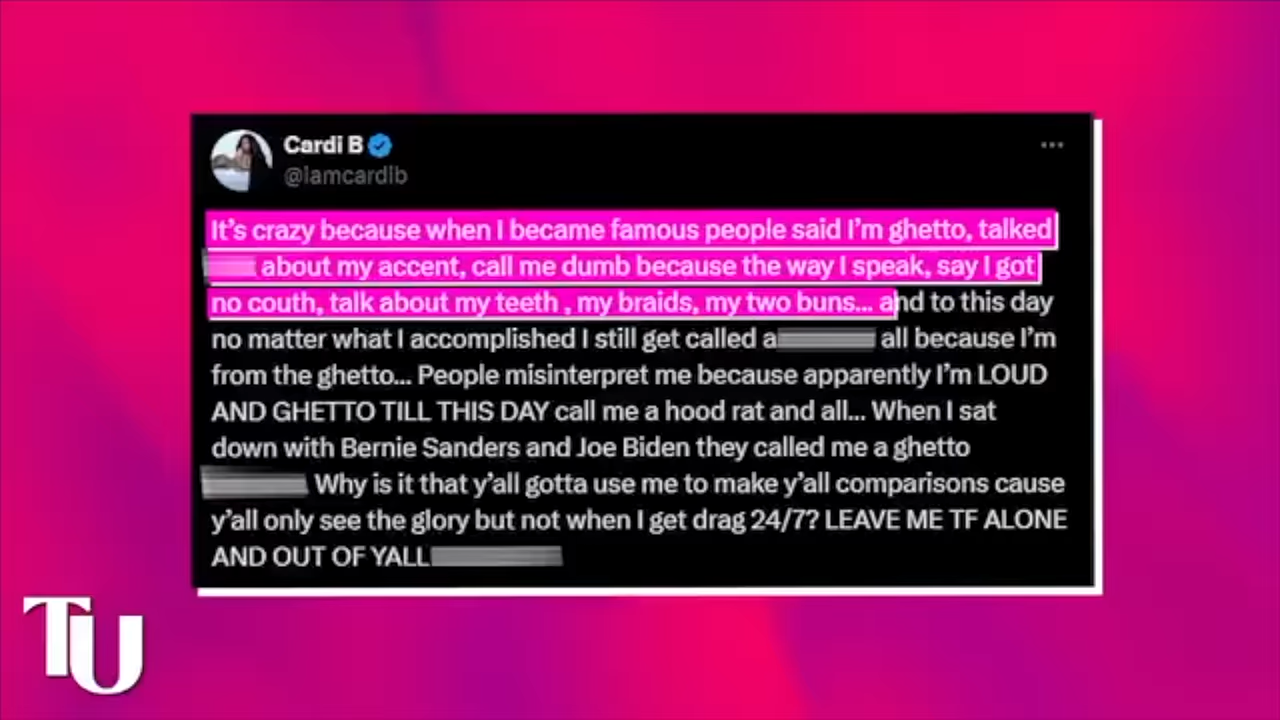 Cardi B
@Iamcardib
It's crazy because when I became famous people said I'm ghetto, talked
about my accent, call me dumb because the way I speak, say I got
no couth, talk about my teeth , my braids, my two buns... and to this day
no matter what I accomplished I still get called a all because I'm
from the ghetto... People misinterpret me because apparently I'm LOUD
AND GHETTO TILL THIS DAY call me a hood rat and all... When I sat
down with Bernie Sanders and Joe Biden they called me a ghetto
Why is it that y'all gotta use me to make y'all comparisons cause
y'all only see the glory but not when I get drag 24/7? LEAVE ME TF ALONE
AND OUT OF YALL
TU